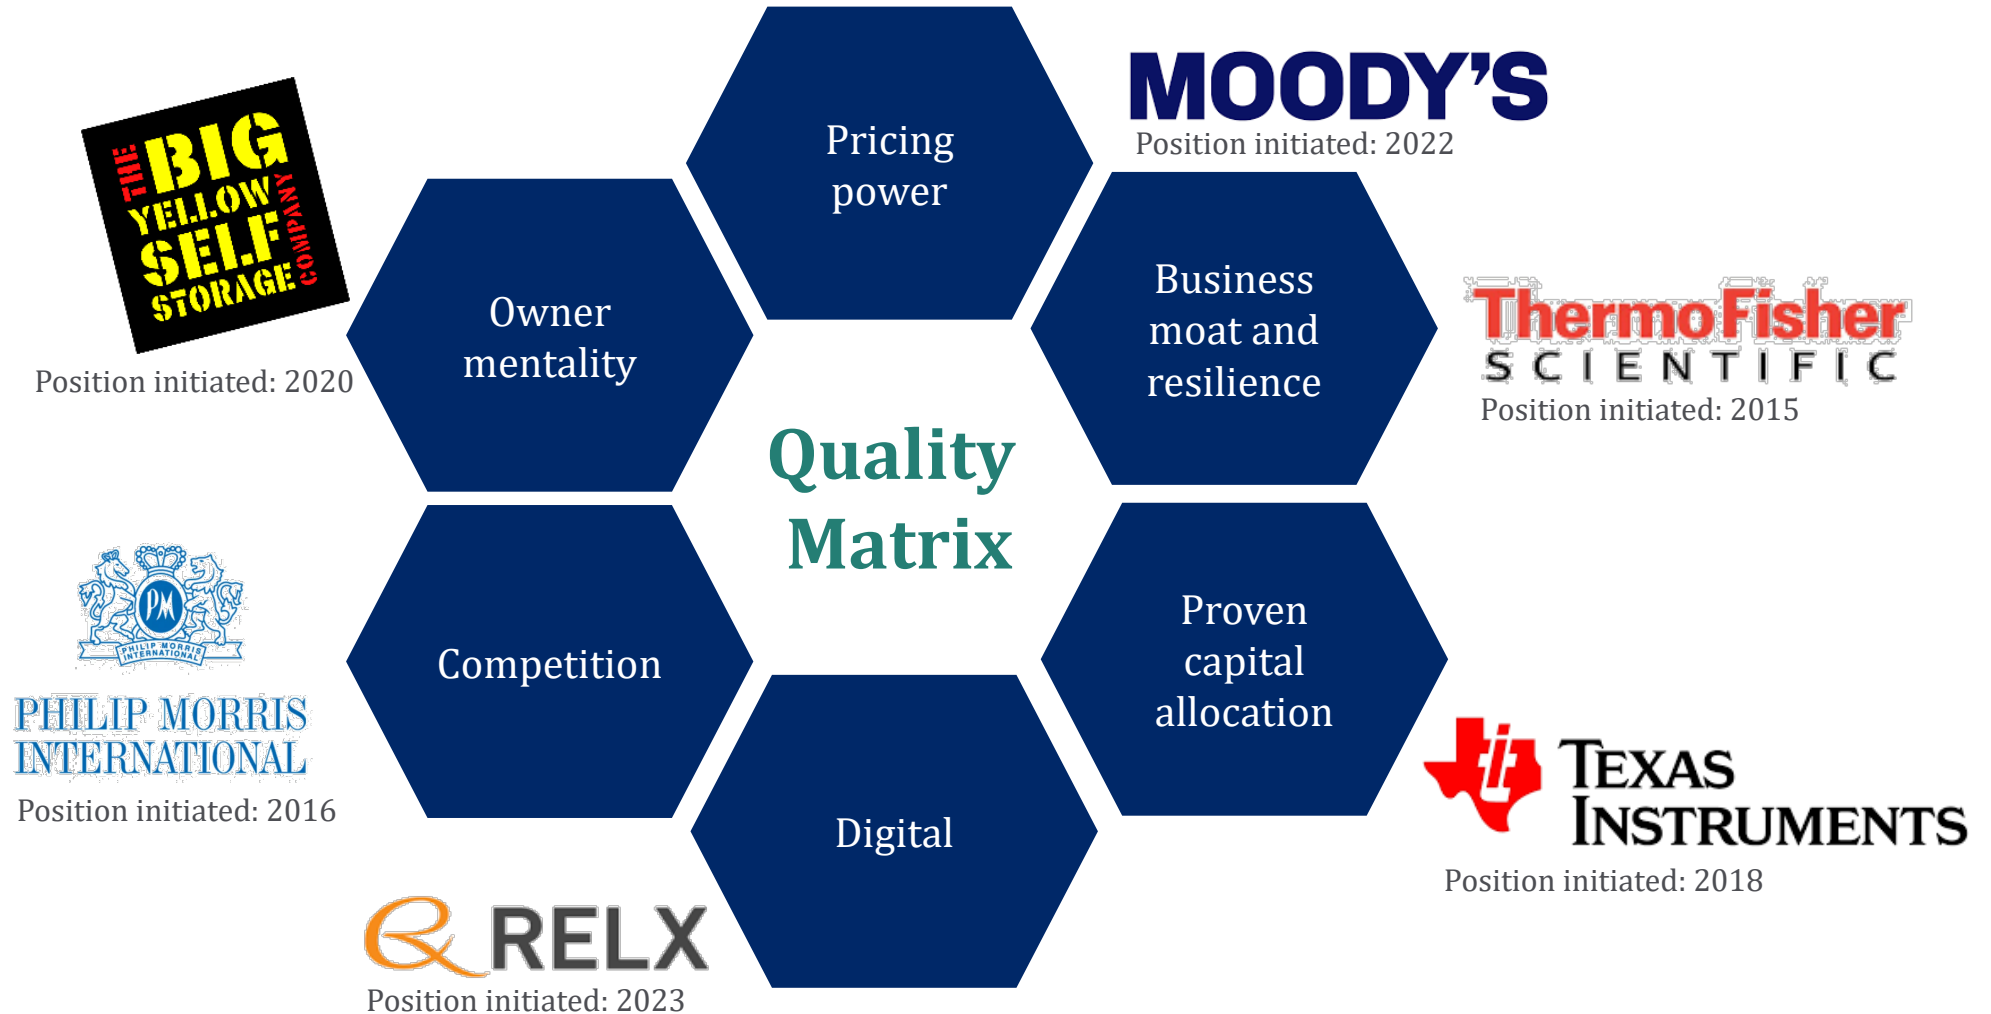 Pricing
power
MOODY'S
Position initiated: 2022
THE
BIG
YELLOW
SELF
STORAGE
COMPANY
Position initiated: 2020
Owner
mentality
Business
moat and
resilience
ThermoFisher
SCIENTIFIC
Position initiated: 2015
Quality
Matrix
PM
PHILIP MORRIS
INTERNATIONAL
PHILIP MORRIS
INTERNATIONAL
Position initiated: 2016
Competition
Proven
capital
allocation
ti
TEXAS
INSTRUMENTS
Position initiated: 2018
Digital
RELX
Position initiated: 2023